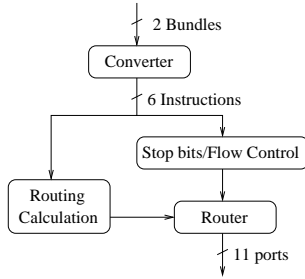 2 Bundles
Converter
6 Instructions
Stop bits/Flow Control
Routing
Calculation
Router
11 ports